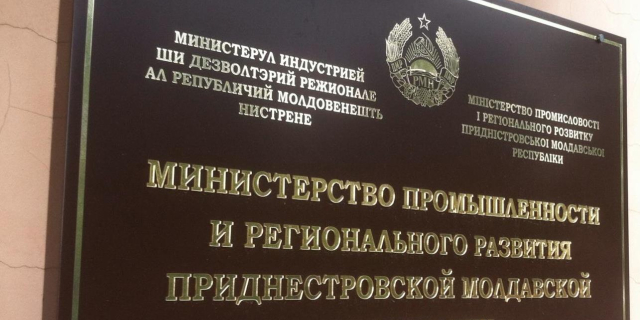 МИНИСТЕРУЛ ИНДУСТРИЕЙ
ШИ ДЕЗВОЛТЭРИЙ РЕЖИОНАЛЕ
АЛ РЕПУБЛИЧИЙ МОЛДОВЕНЕШТЬ
НИСТРЕНЕ
РМН
МІНІСТЕРСТВО ПРОМИСЛОВОСТІ
І РЕГІОНАЛЬНОГО РОЗВИТКУ
ПРИДНІСТРОВСЬКОЇ МОЛДАВСЬКОЇ
РЕСПУБЛІКИ
МИНИСТЕРСТВО ПРОМЫШЛЕННОСТИ
И РЕГИОНАЛЬНОГО РАЗВИТИЯ
ПРИДНЕСТРОВСКОЙ МОЛДАВСКОЙ